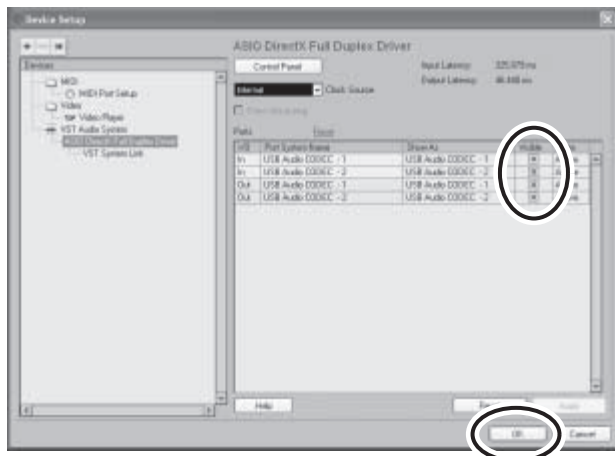 Device Setup
Devices
MIDI
MIDI Port Setup
Video
Video Player
VST Audio System
ASIO DirectX Full Duplex Driver
VST System Link
ASIO DirectX Full Duplex Driver
Control Panel
Input Latency:
Output Latency:
Internal
Clock Source
Ports
Reset
I/O Port System Name Show As Visible
In USB Audio CODEC - 1 USB Audio CODEC - 1
In USB Audio CODEC - 2 USB Audio CODEC - 2
Out USB Audio CODEC - 1 USB Audio CODEC - 1
Out USB Audio CODEC - 2 USB Audio CODEC - 2
Help
Apply
OK
Cancel